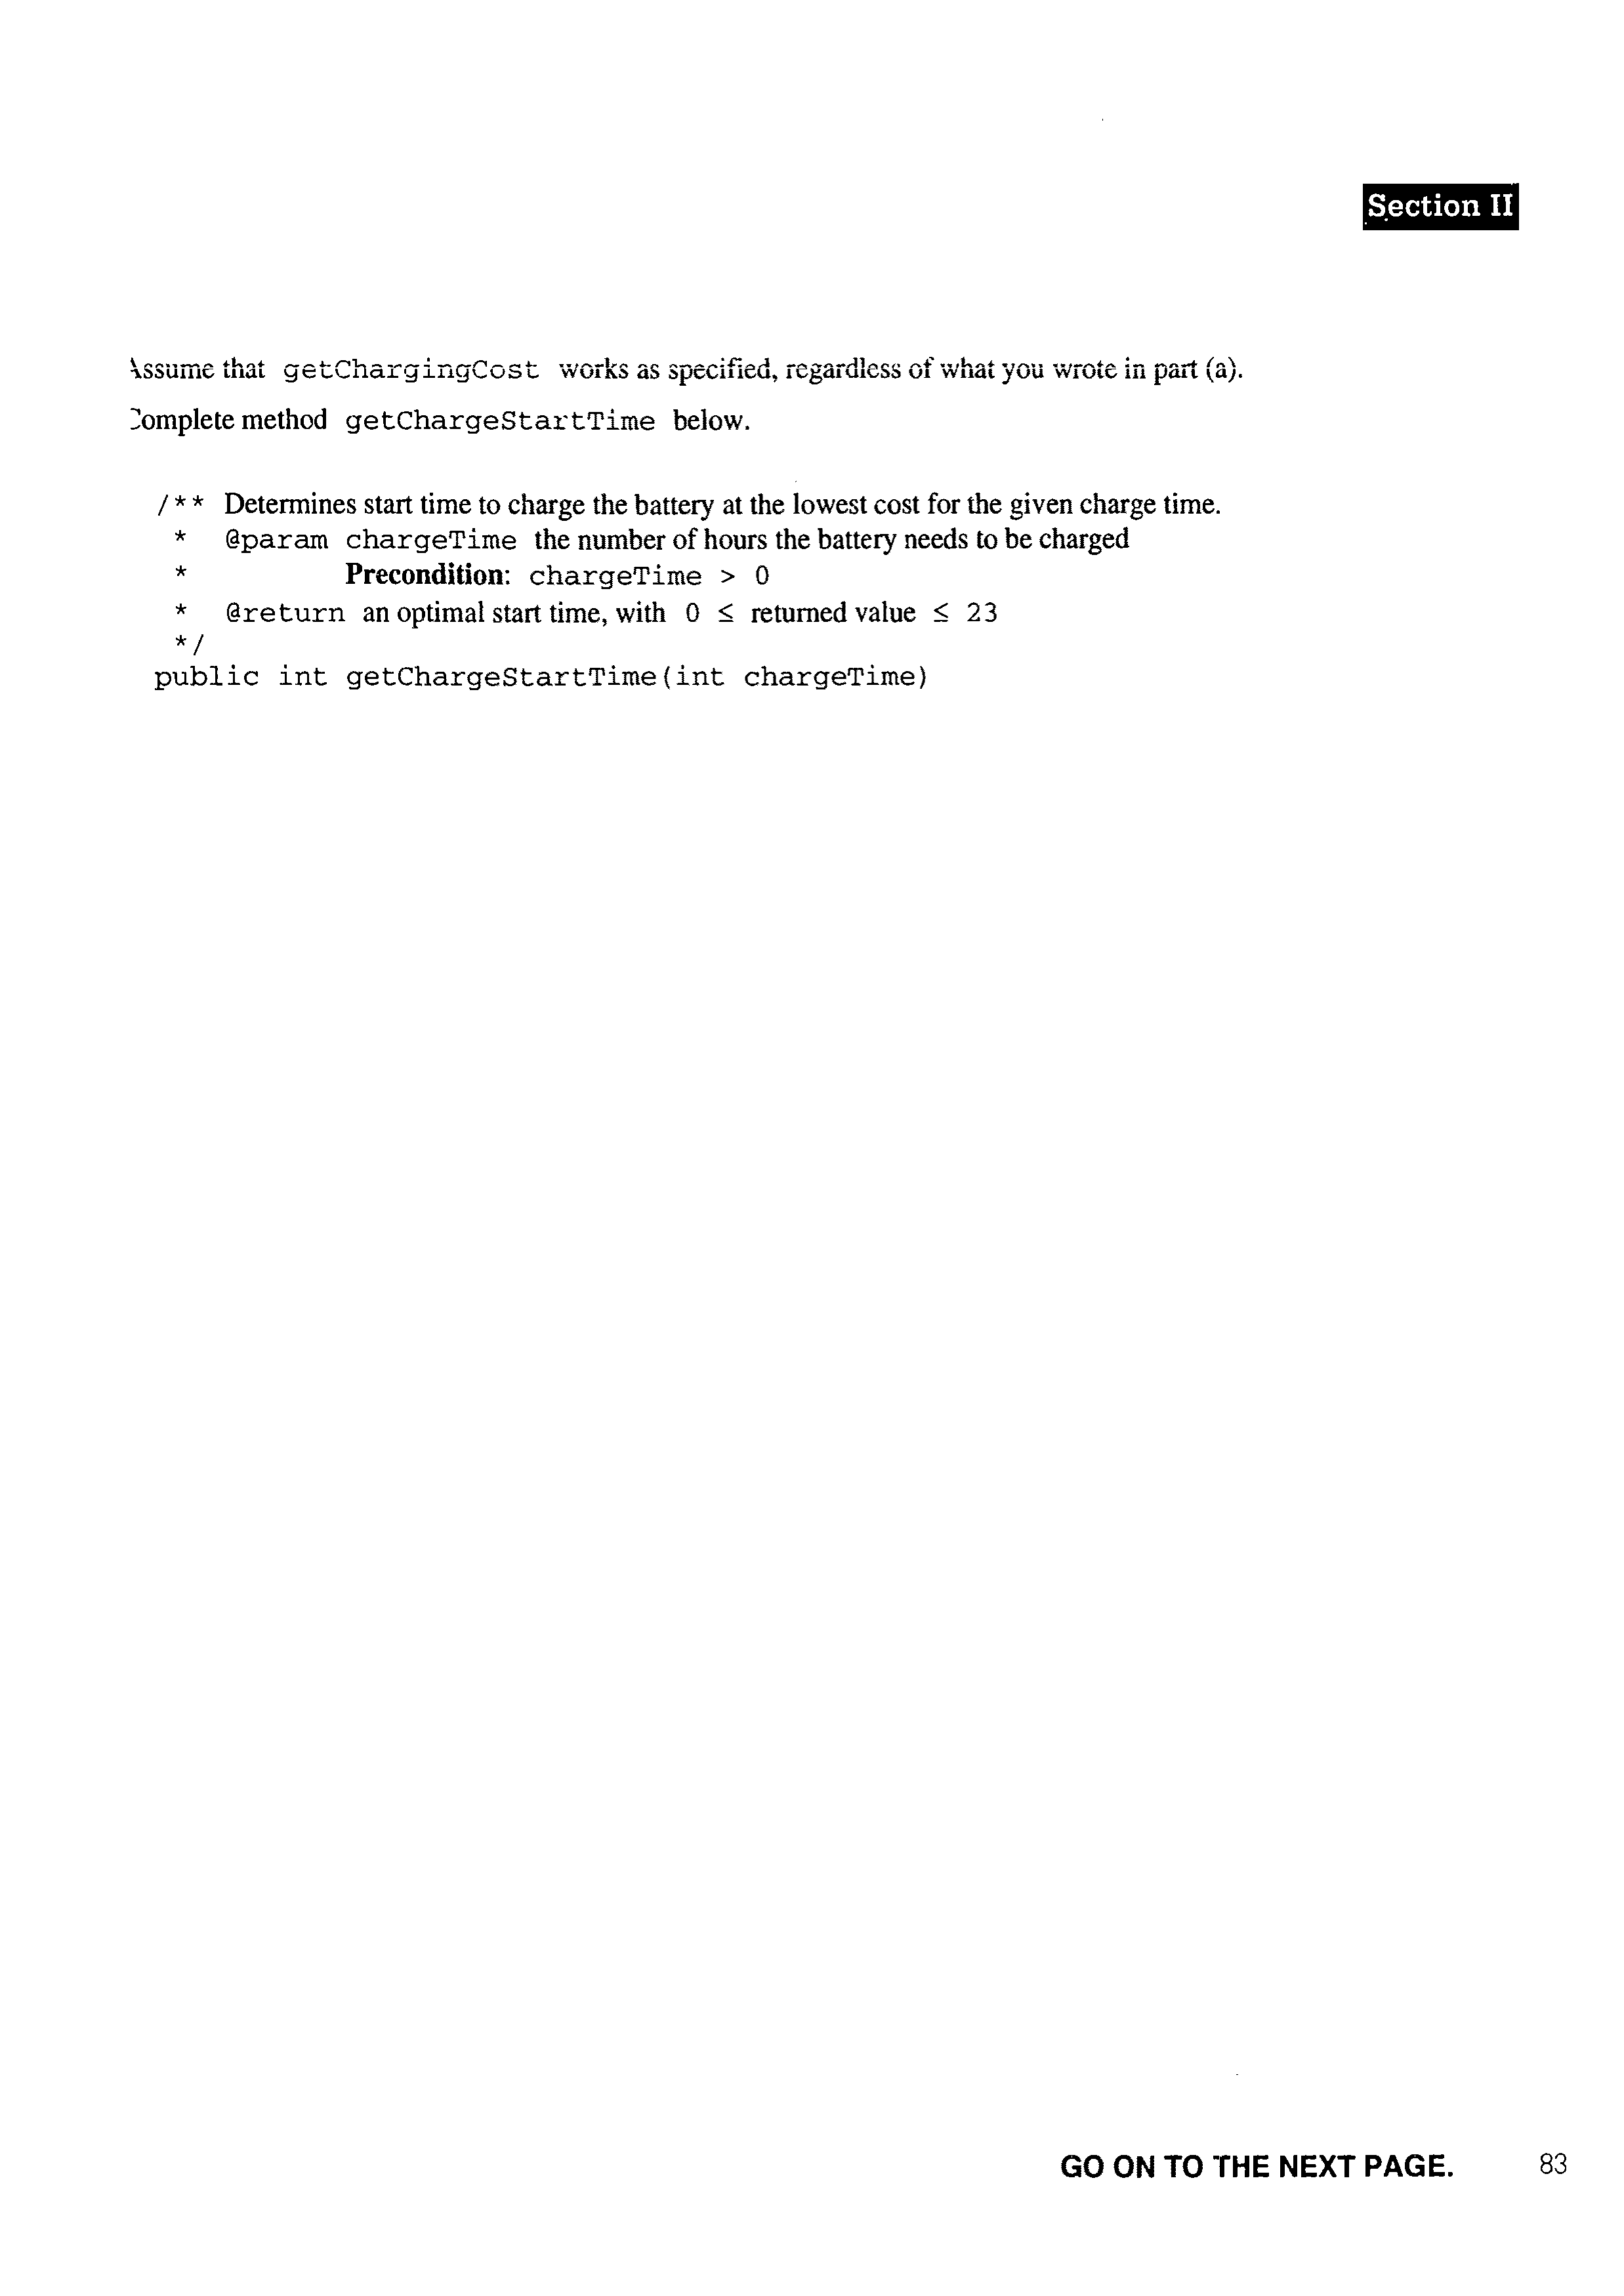 Section II
Assume that getChargingCost works as specified, regardless of what you wrote in part (a).
Complete method getChargeStartTime below.
/** Determines start time to charge the battery at the lowest cost for the given charge time.
* @param chargeTime the number of hours the battery needs to be charged
* Precondition: chargeTime > 0
* @return an optimal start time, with 0 ≤ returned value ≤ 23
*/
public int getChargeStartTime(int chargeTime)
GO ON TO THE NEXT PAGE. 83